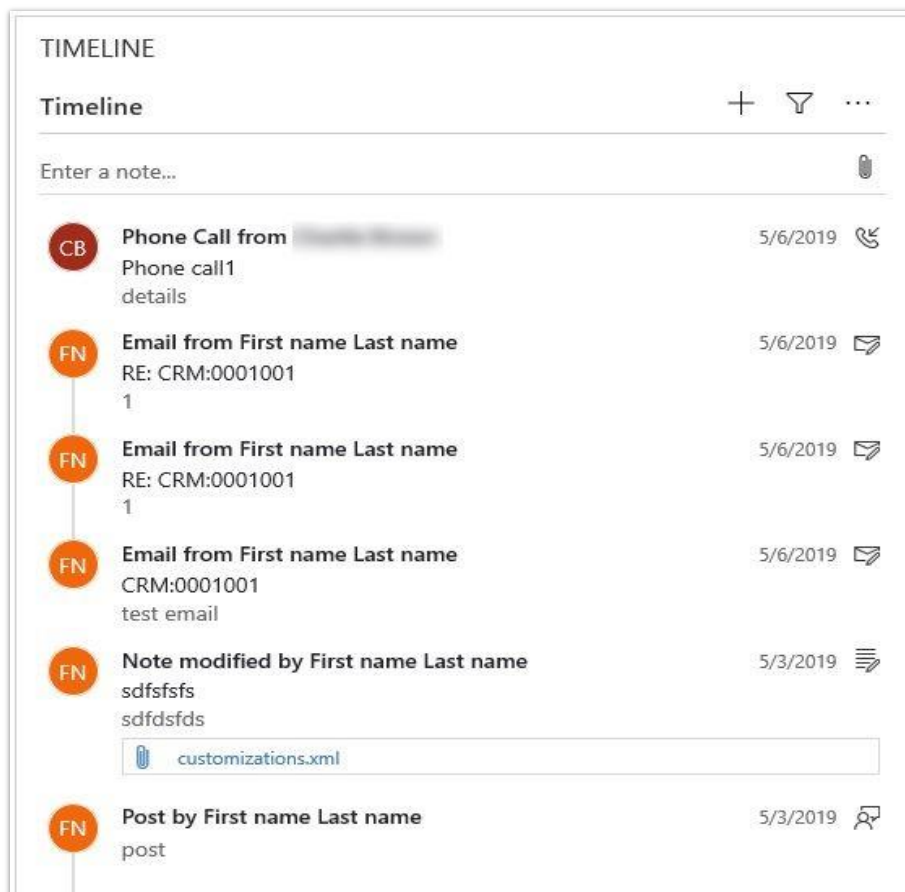 TIMELINE
Timeline
Enter a note...
CB
Phone Call from
5/6/2019
Phone call1
details
FN
Email from First name Last name
5/6/2019
RE: CRM:0001001
1
FN
Email from First name Last name
5/6/2019
RE: CRM:0001001
1
FN
Email from First name Last name
5/6/2019
CRM:0001001
test email
FN
Note modified by First name Last name
5/3/2019
sdfsfsfs
sdfdsfds
customizations.xml
FN
Post by First name Last name
5/3/2019
post